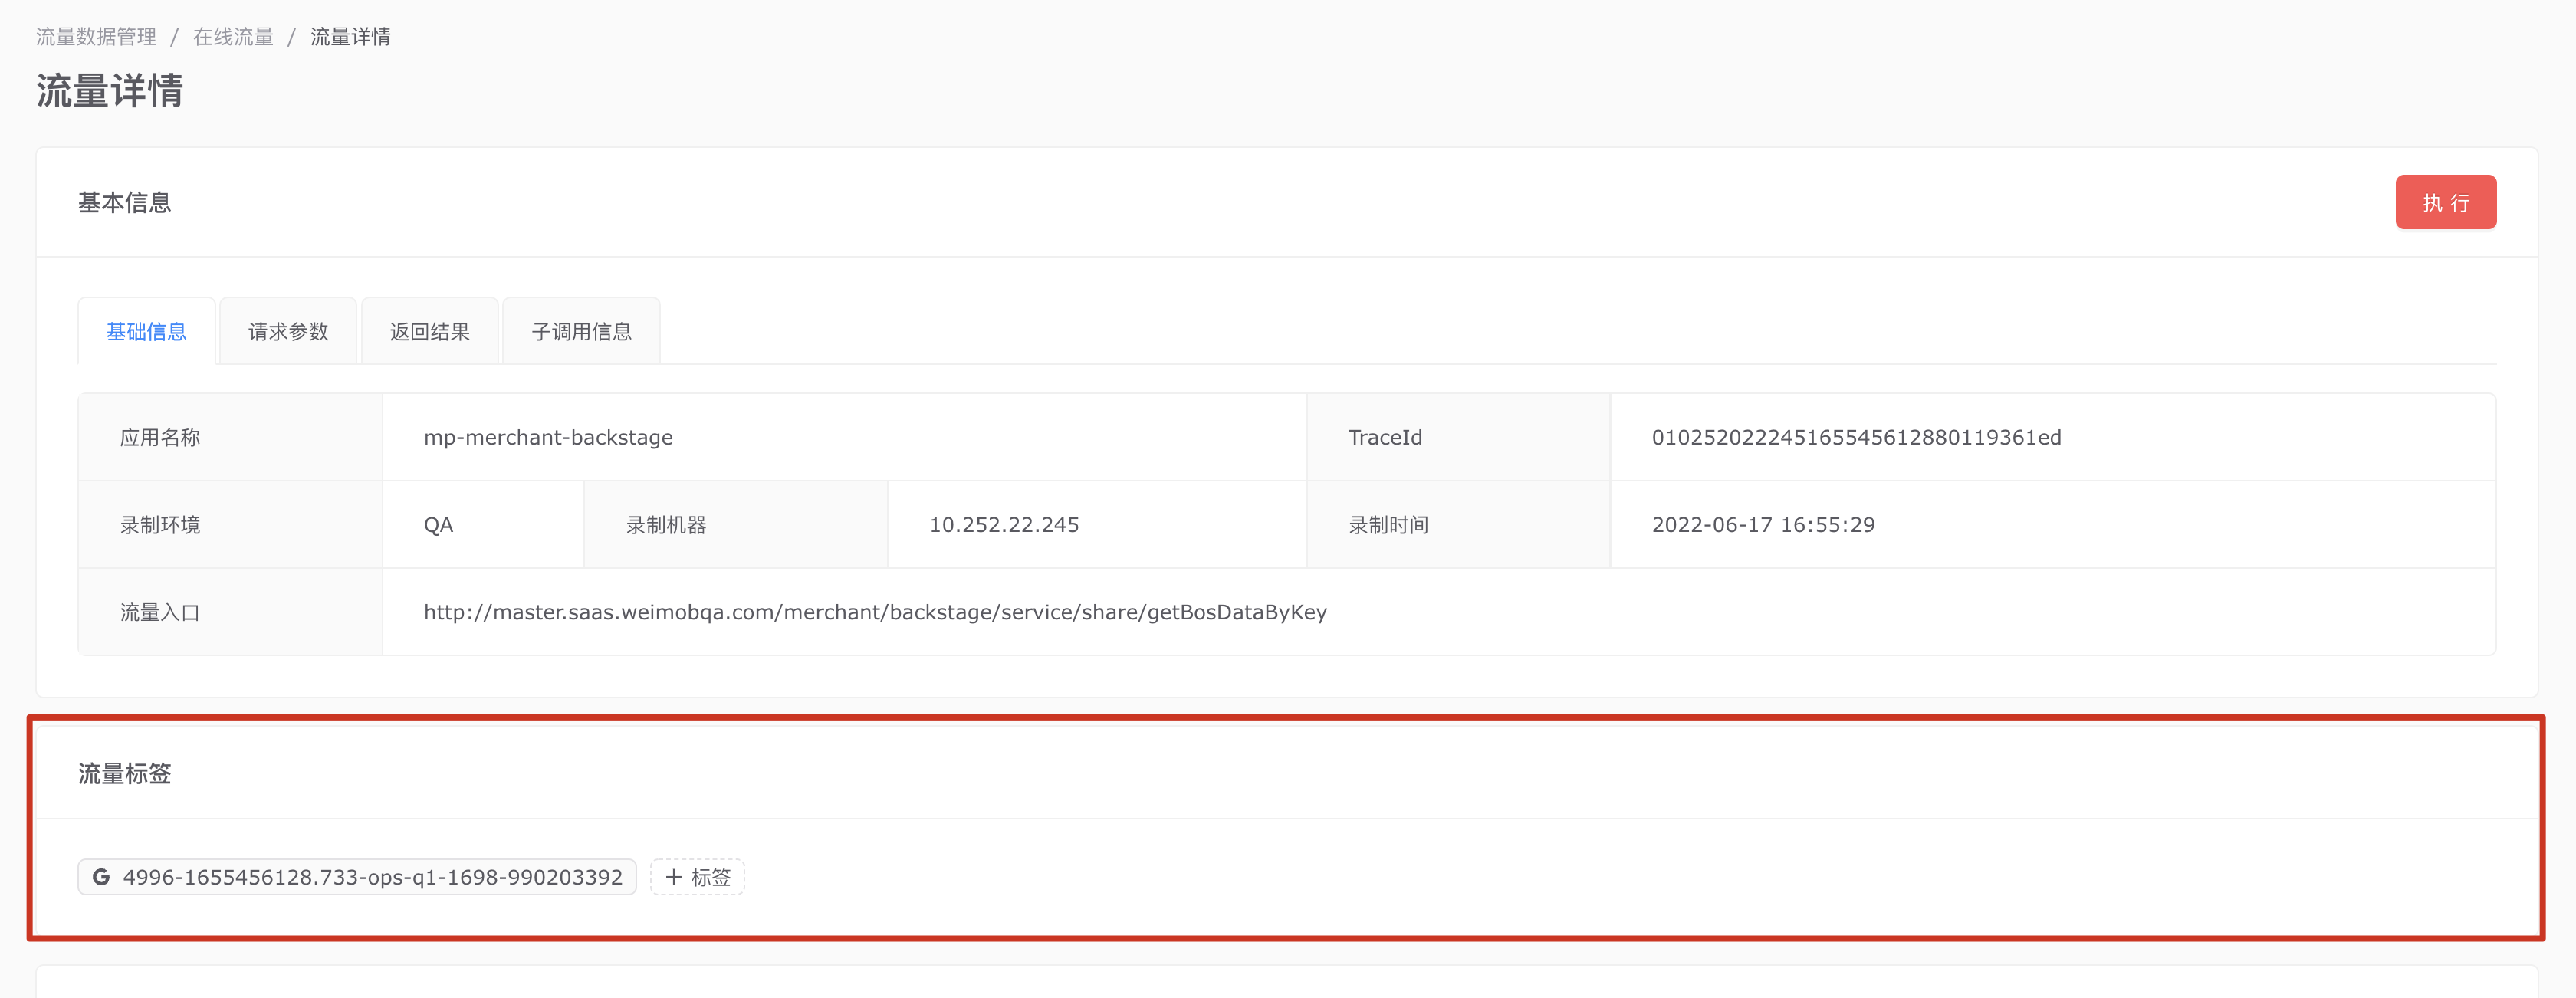 流量数据管理 / 在线流量 / 流量详情
流量详情
基本信息
执 行
基础信息 请求参数 返回结果 子调用信息
应用名称 mp-merchant-backstage TraceId 010252022245165545612880119361ed
录制环境 QA 录制机器 10.252.22.245 录制时间 2022-06-17 16:55:29
流量入口 http://master.saas.weimobqa.com/merchant/backstage/service/share/getBosDataByKey
流量标签
G 4996-1655456128.733-ops-q1-1698-990203392 + 标签